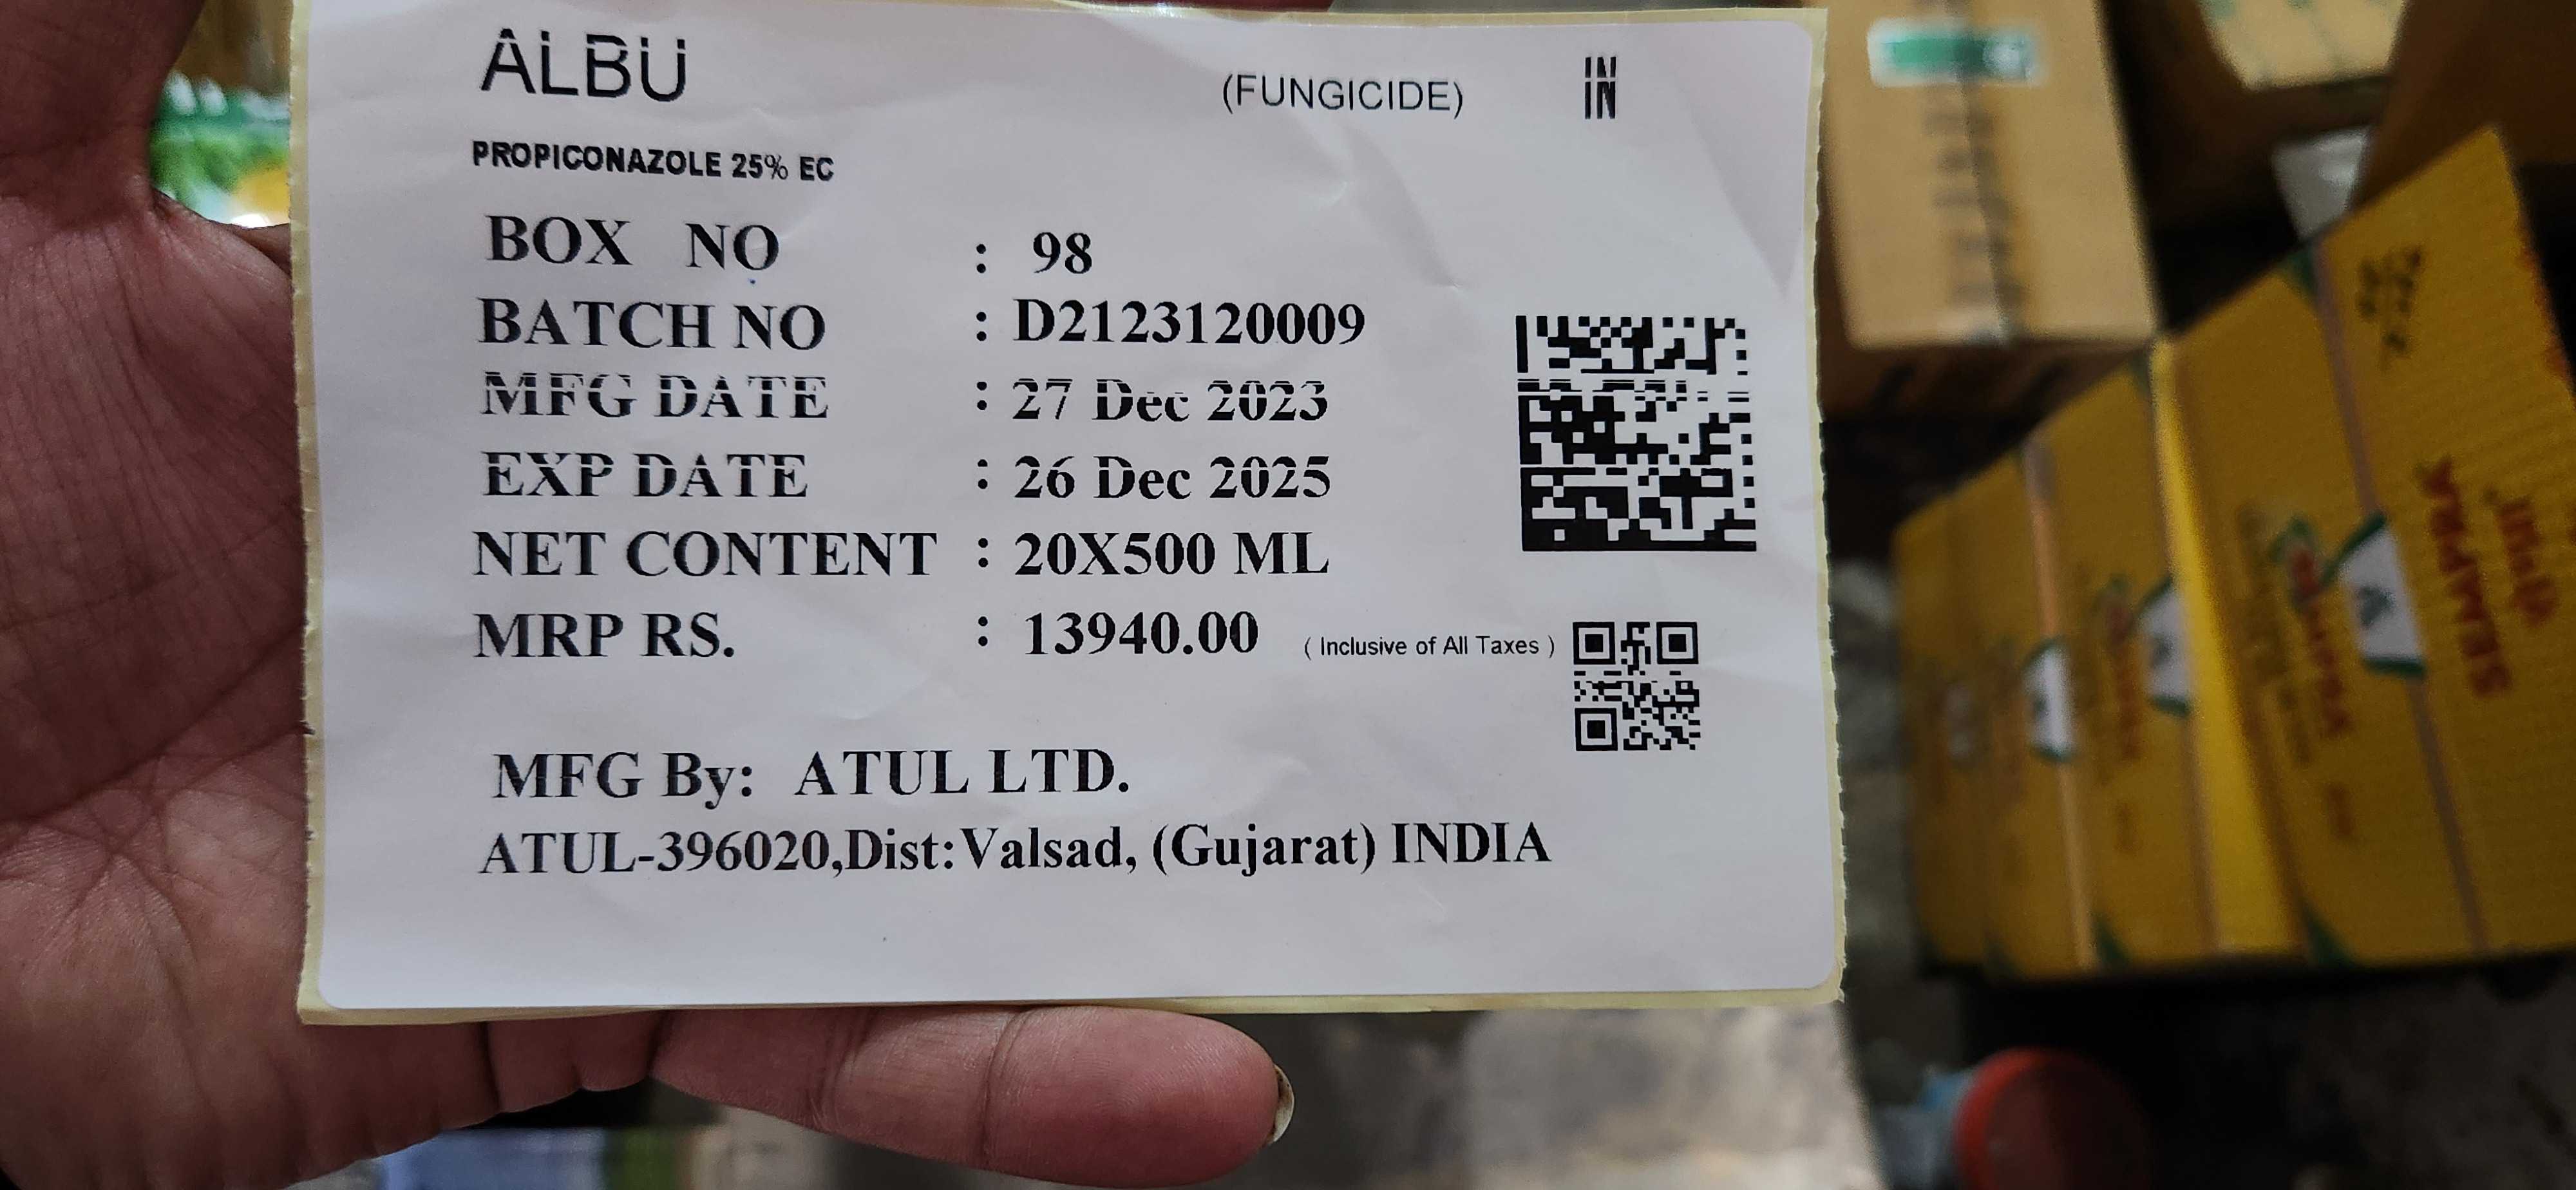 ALBU
(FUNGICIDE)
IN
PROPICONAZOLE 25% EC
BOX NO : 98
BATCH NO : D2123120009
MFG DATE : 27 Dec 2023
EXP DATE : 26 Dec 2025
NET CONTENT : 20X500 ML
MRP RS. : 13940.00 ( Inclusive of All Taxes )
MFG By: ATUL LTD.
ATUL-396020,Dist:Valsad, (Gujarat) INDIA